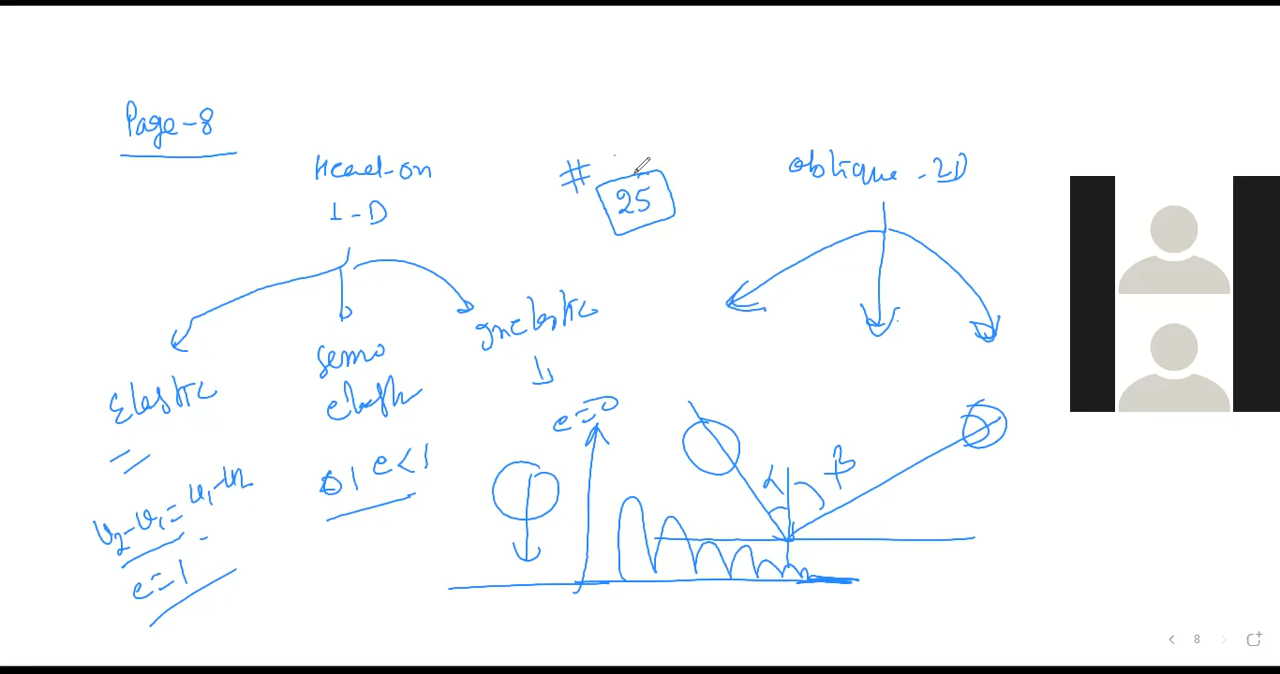 Page-8
Head-on
1-D
#
25
oblique - 2D
Elastic
semi
elastic
Inelastic
e=0
v₂-v₁=u₁-u₂
e=1
e<1
α
β
8